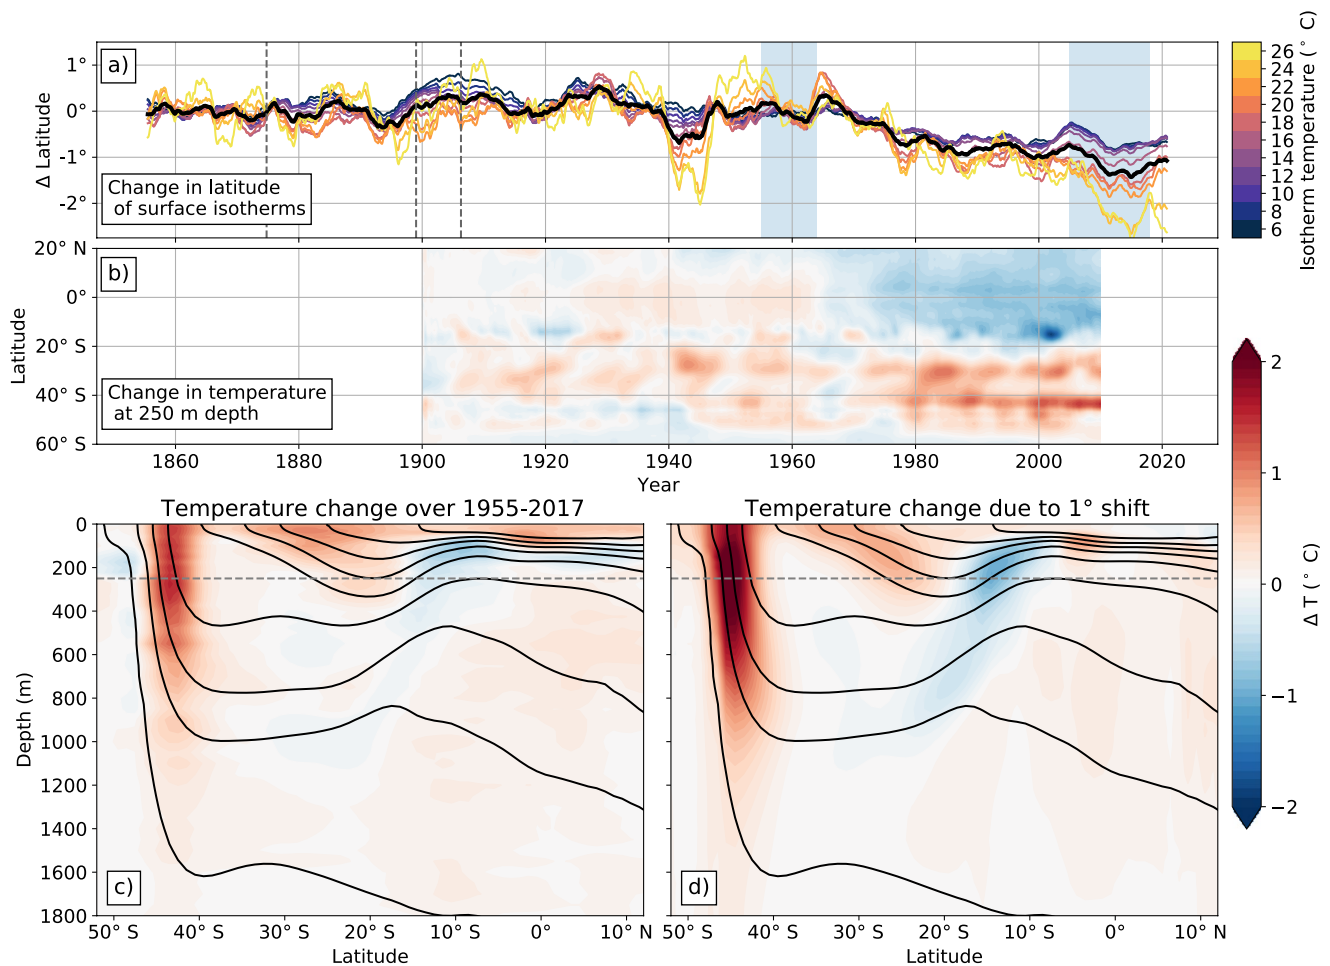 a)
1°
0°
-1°
-2°
Δ Latitude
Change in latitude
of surface isotherms
26
24
22
20
18
16
14
12
10
8
6
Isotherm temperature (° C)
b)
20° N
0°
20° S
40° S
60° S
Latitude
Change in temperature
at 250 m depth
1860
1880
1900
1920
1940
1960
1980
2000
2020
Year
Temperature change over 1955-2017
0
200
400
600
800
1000
1200
1400
1600
1800
Depth (m)
c)
50° S
40° S
30° S
20° S
10° S
0°
10° N
Latitude
Temperature change due to 1° shift
d)
50° S
40° S
30° S
20° S
10° S
0°
10° N
Latitude
2
1
0
−1
−2
Δ T (° C)